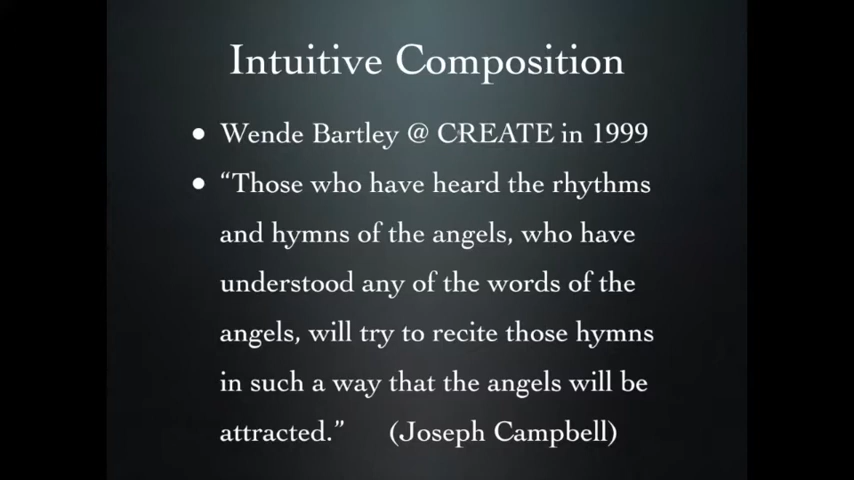 Intuitive Composition
• Wende Bartley @ CREATE in 1999
• “Those who have heard the rhythms
and hymns of the angels, who have
understood any of the words of the
angels, will try to recite those hymns
in such a way that the angels will be
attracted.” (Joseph Campbell)